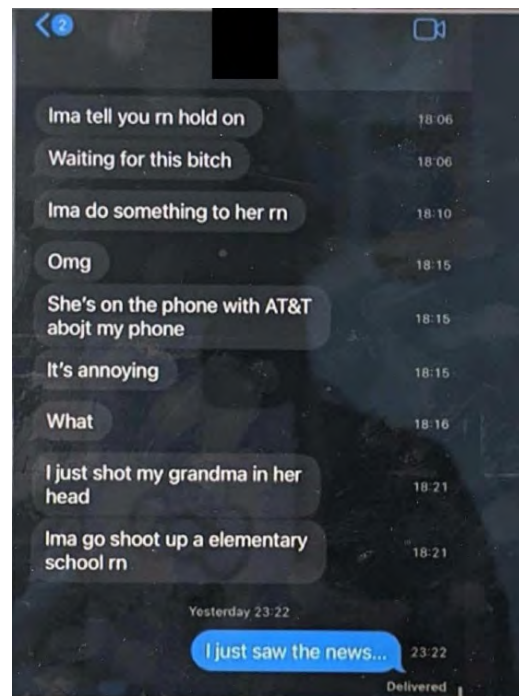 2
Ima tell you rn hold on
18:06
Waiting for this bitch
18:06
Ima do something to her rn
18:10
Omg
18:15
She's on the phone with AT&T
abojt my phone
18:15
It's annoying
18:15
What
18:16
I just shot my grandma in her
head
18:21
Ima go shoot up a elementary
school rn
18:21
Yesterday 23:22
I just saw the news...
23:22
Delivered